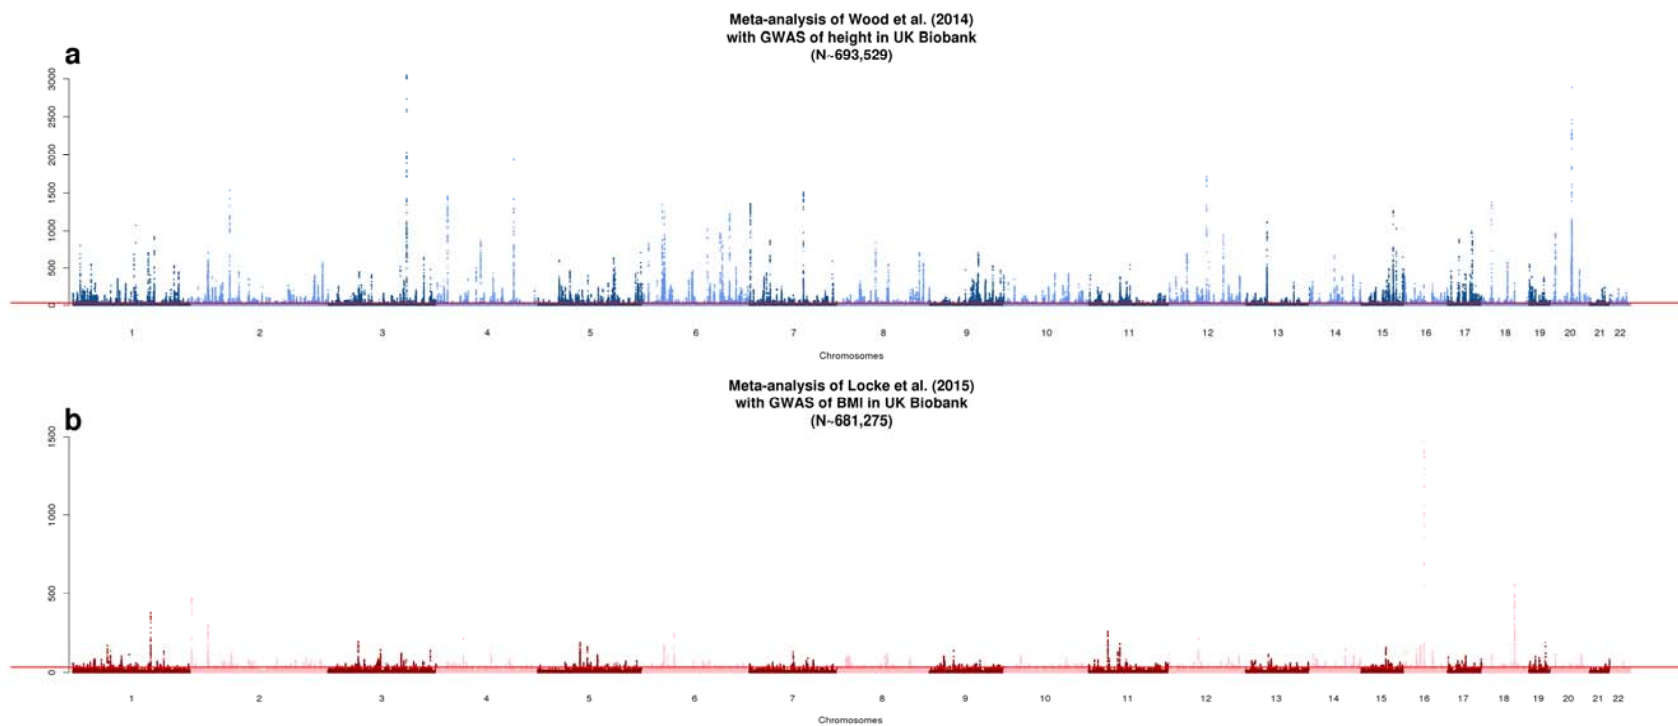 Meta-analysis of Wood et al. (2014)
with GWAS of height in UK Biobank
(N~693,529)
a
3000
2500
2000
1500
1000
500
0
1 2 3 4 5 6 7 8 9 10 11 12 13 14 15 16 17 18 19 20 21 22
Chromosomes
Meta-analysis of Locke et al. (2015)
with GWAS of BMI in UK Biobank
(N~681,275)
b
1500
1000
500
0
1 2 3 4 5 6 7 8 9 10 11 12 13 14 15 16 17 18 19 20 21 22
Chromosomes